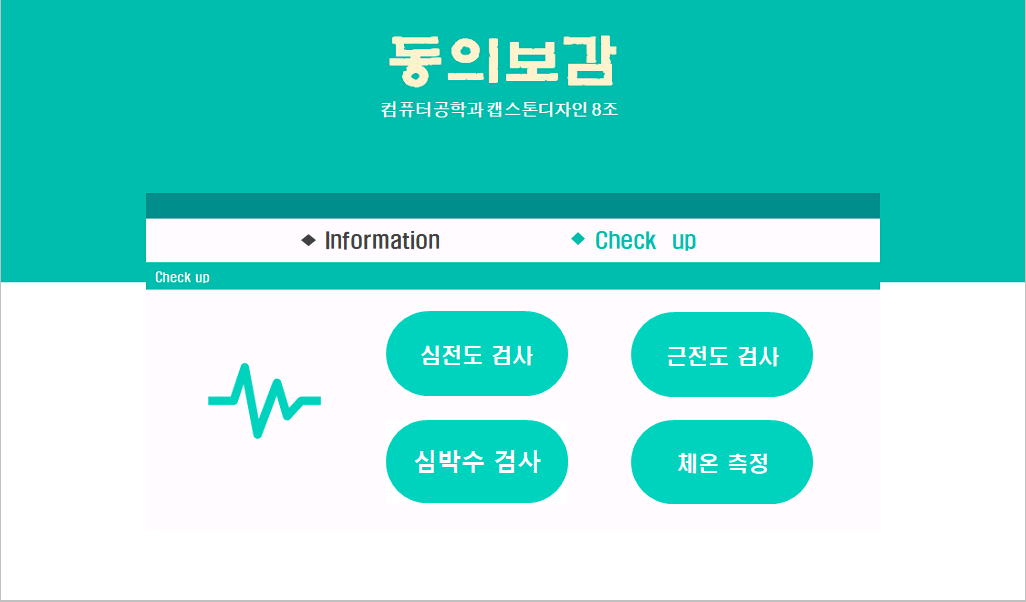 동의보감
컴퓨터공학과 캡스톤디자인 8조
◆ Information ◆ Check up
Check up
심전도 검사 근전도 검사
심박수 검사 체온 측정